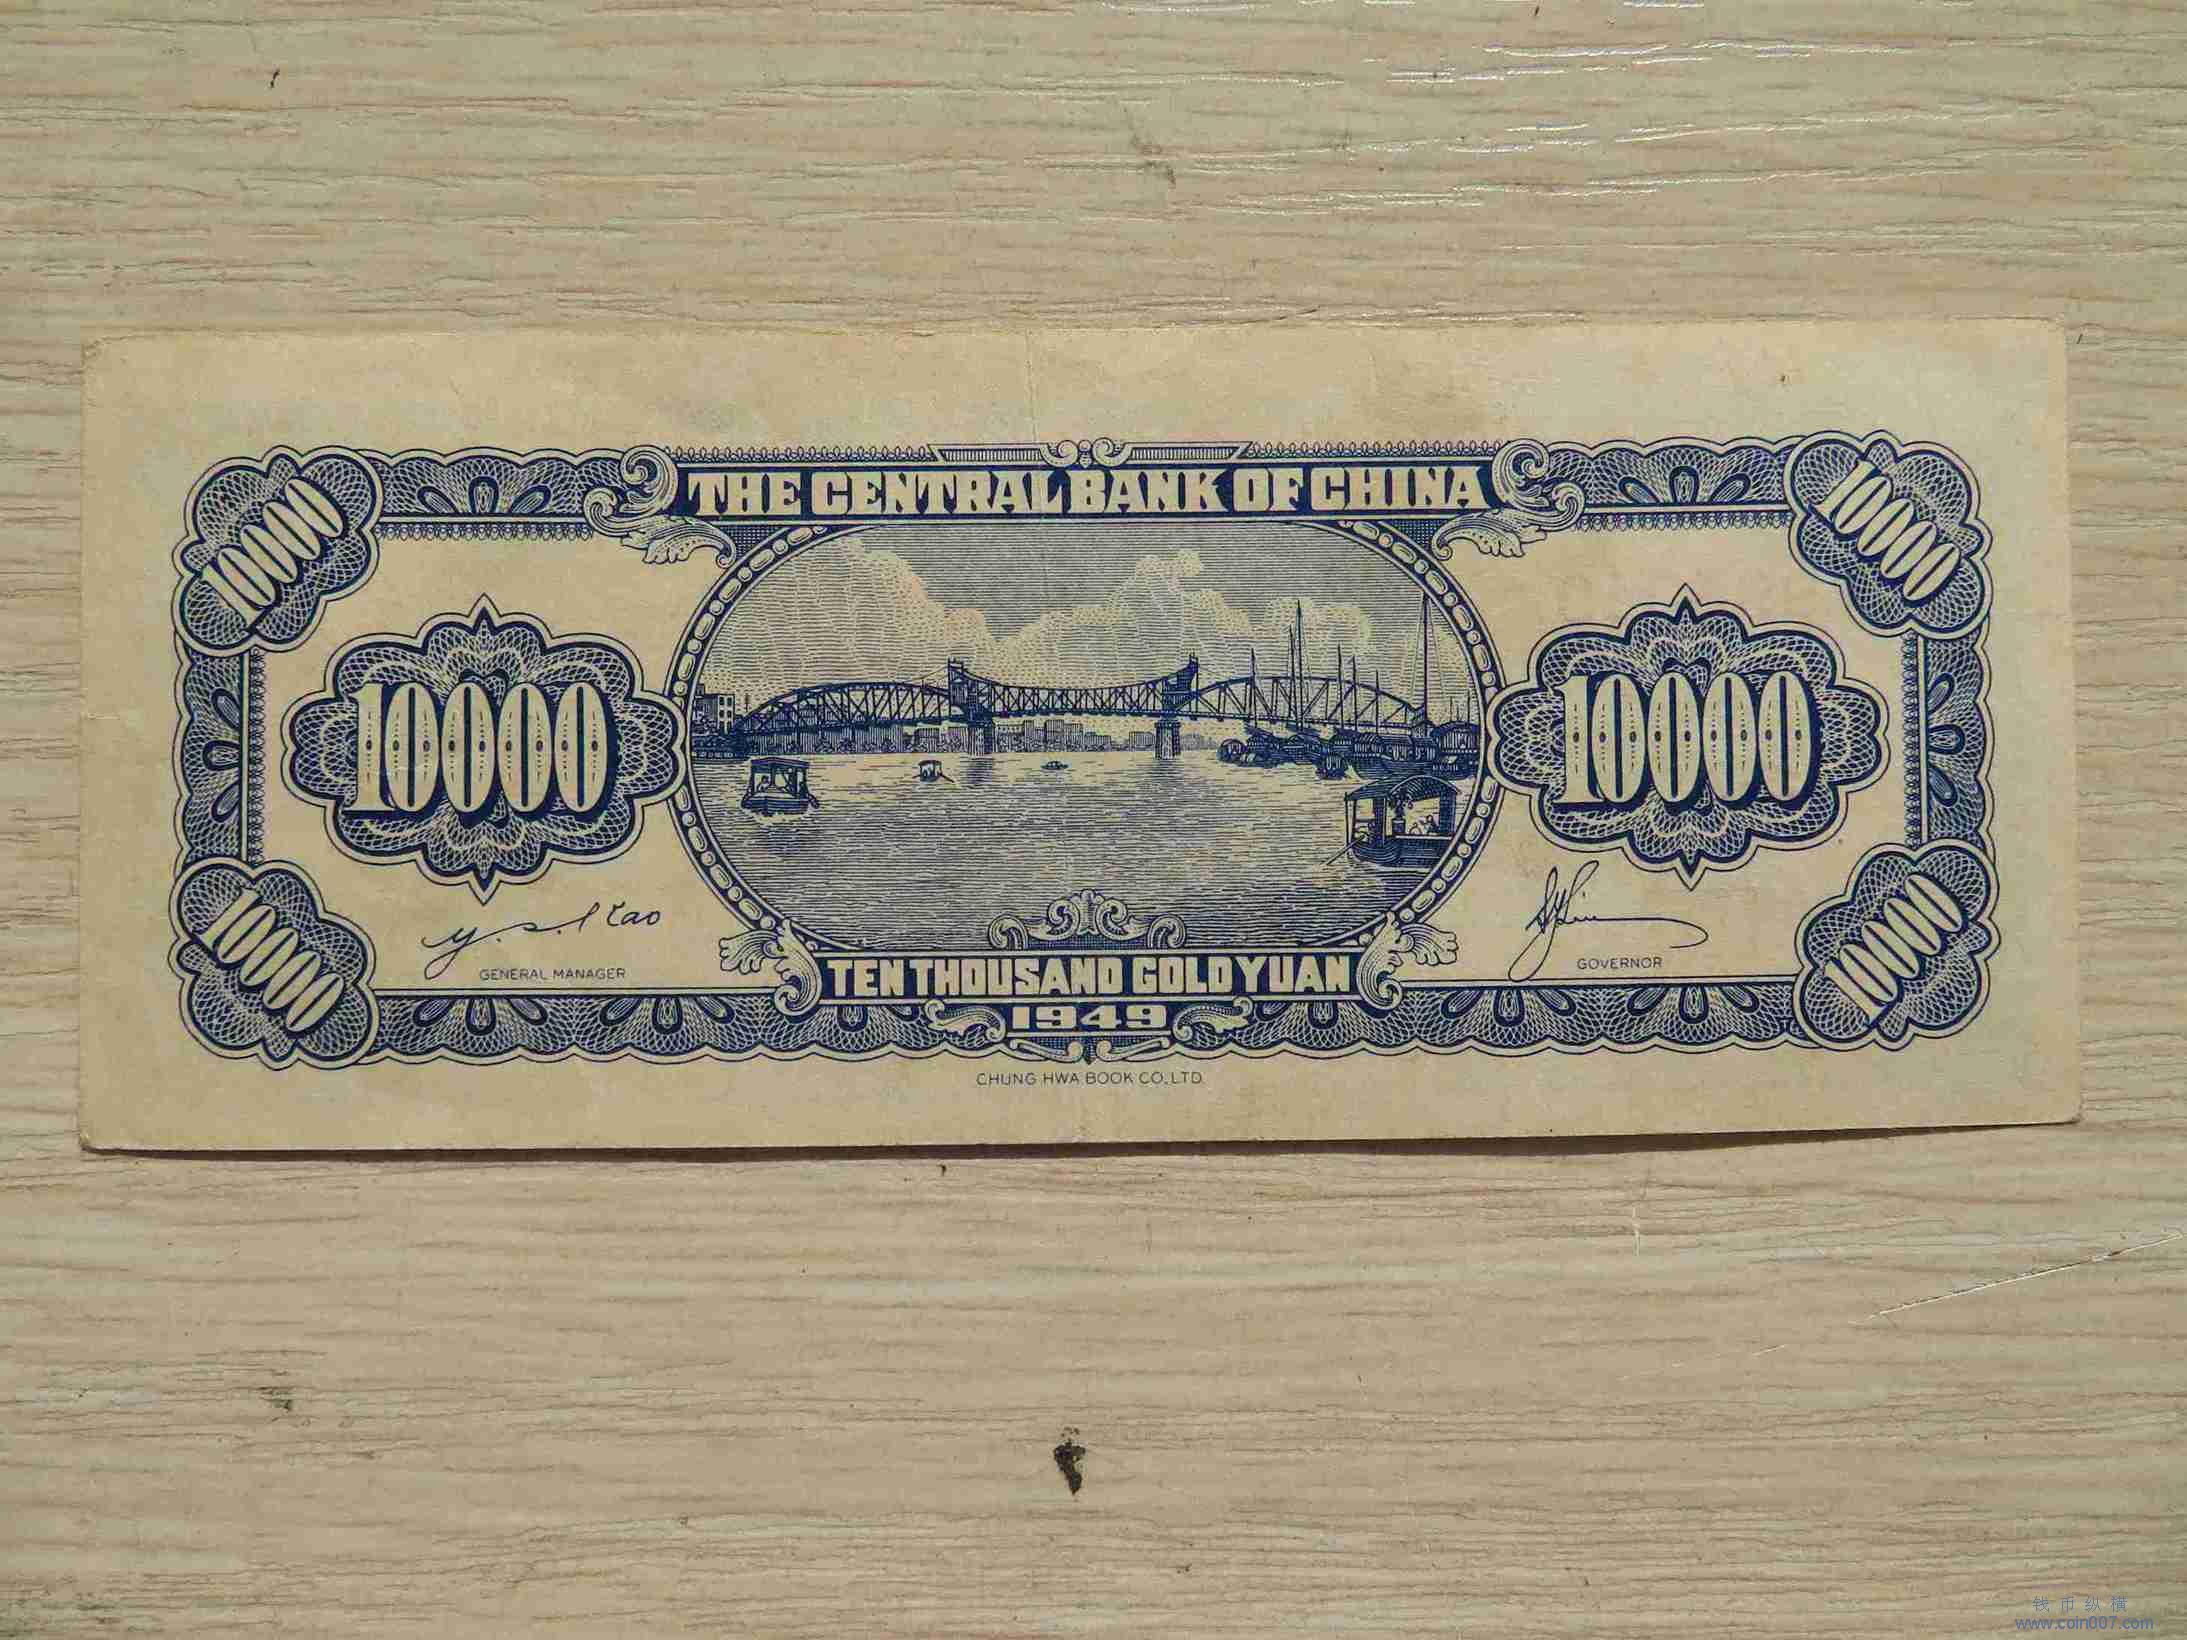 THE CENTRAL BANK OF CHINA
10000
10000
10000
10000
GENERAL MANAGER
GOVERNOR
TEN THOUSAND GOLD YUAN
10000
1949
10000
CHUNG HWA BOOK CO.,LTD.
钱币纵横
www.coin007.com